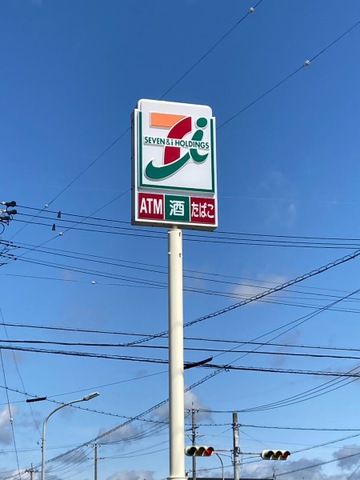 SEVEN & i HOLDINGS
ATM 酒 たばこ